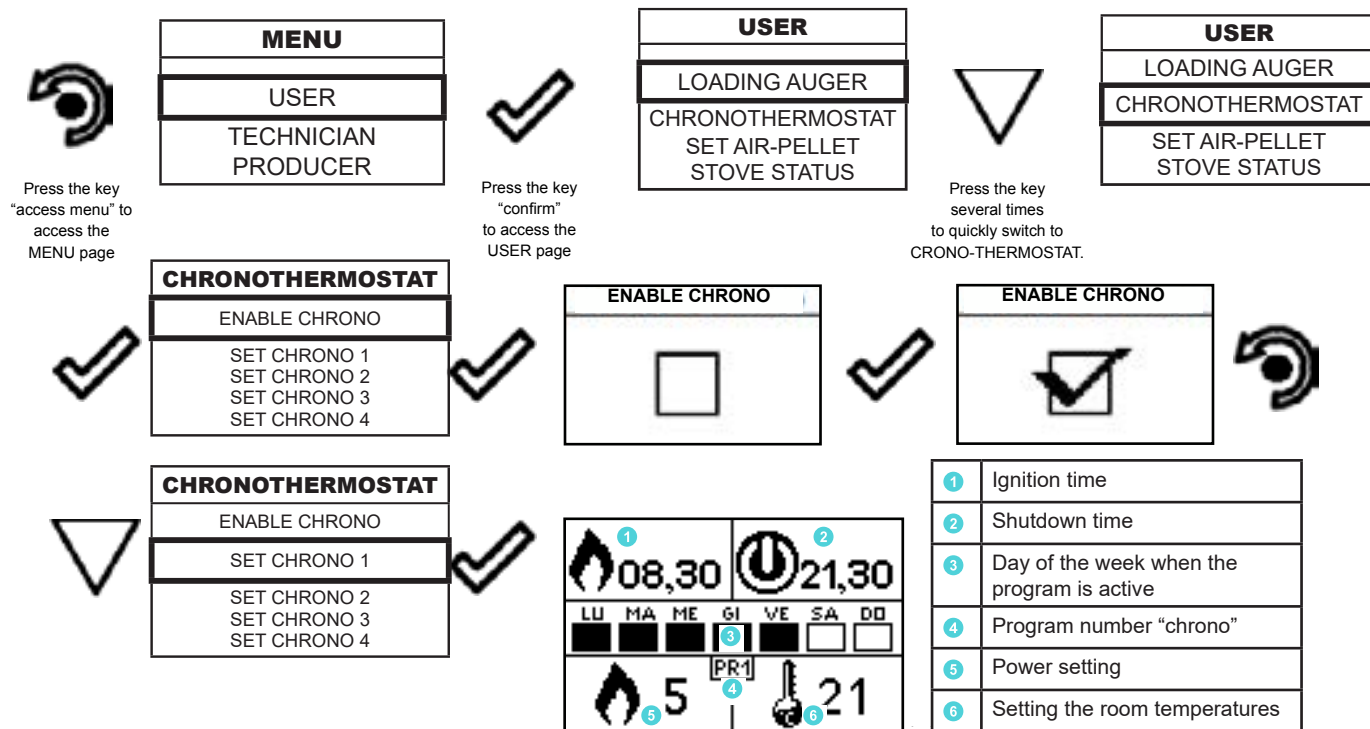 MENU
USER
TECHNICIAN
PRODUCER
Press the key
“access menu” to
access the
MENU page
Press the key
“confirm”
to access the
USER page
USER
LOADING AUGER
CHRONOTHERMOSTAT
SET AIR-PELLET
STOVE STATUS
Press the key
several times
to quickly switch to
CRONO-THERMOSTAT.
USER
LOADING AUGER
CHRONOTHERMOSTAT
SET AIR-PELLET
STOVE STATUS
CHRONOTHERMOSTAT
ENABLE CHRONO
SET CHRONO 1
SET CHRONO 2
SET CHRONO 3
SET CHRONO 4
ENABLE CHRONO
ENABLE CHRONO
CHRONOTHERMOSTAT
ENABLE CHRONO
SET CHRONO 1
SET CHRONO 2
SET CHRONO 3
SET CHRONO 4
1 08,30 2 21,30
LU MA ME GI VE SA DO
3
PR1
4
5 5 °C 6 21
1 Ignition time
2 Shutdown time
3 Day of the week when the
program is active
4 Program number “chrono”
5 Power setting
6 Setting the room temperatures